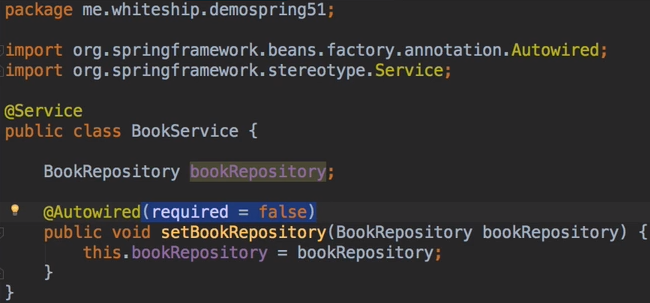 package me.whiteship.demospring51;
import org.springframework.beans.factory.annotation.Autowired;
import org.springframework.stereotype.Service;
@Service
public class BookService {
BookRepository bookRepository;
@Autowired(required = false)
public void setBookRepository(BookRepository bookRepository) {
this.bookRepository = bookRepository;
}
}